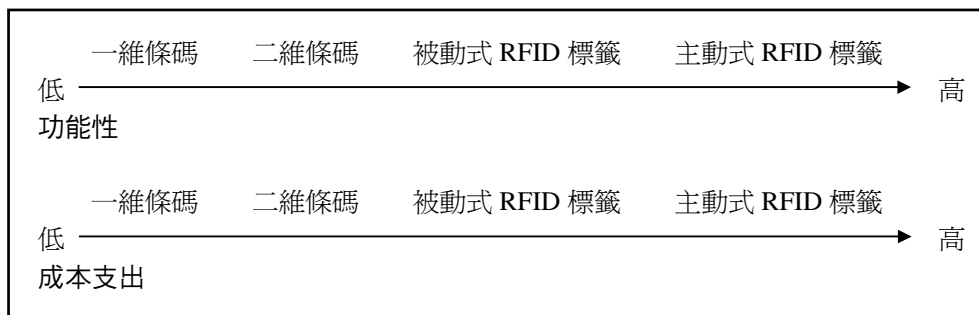 一維條碼 二維條碼 被動式 RFID 標籤 主動式 RFID 標籤
低 高
功能性
一維條碼 二維條碼 被動式 RFID 標籤 主動式 RFID 標籤
低 高
成本支出